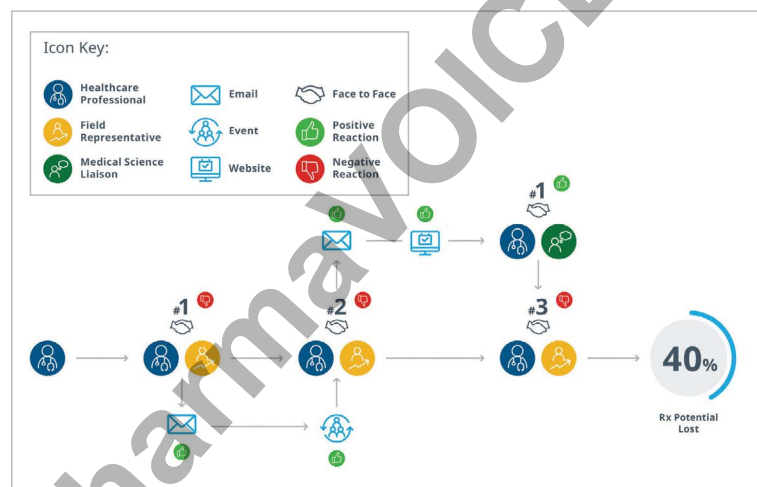 Icon Key:
Healthcare
Professional
Email
Face to Face
Field
Representative
Event
Positive
Reaction
Medical Science
Liaison
Website
Negative
Reaction
#1
#1
#2
#3
40%
Rx Potential
Lost
PharmaVOICE